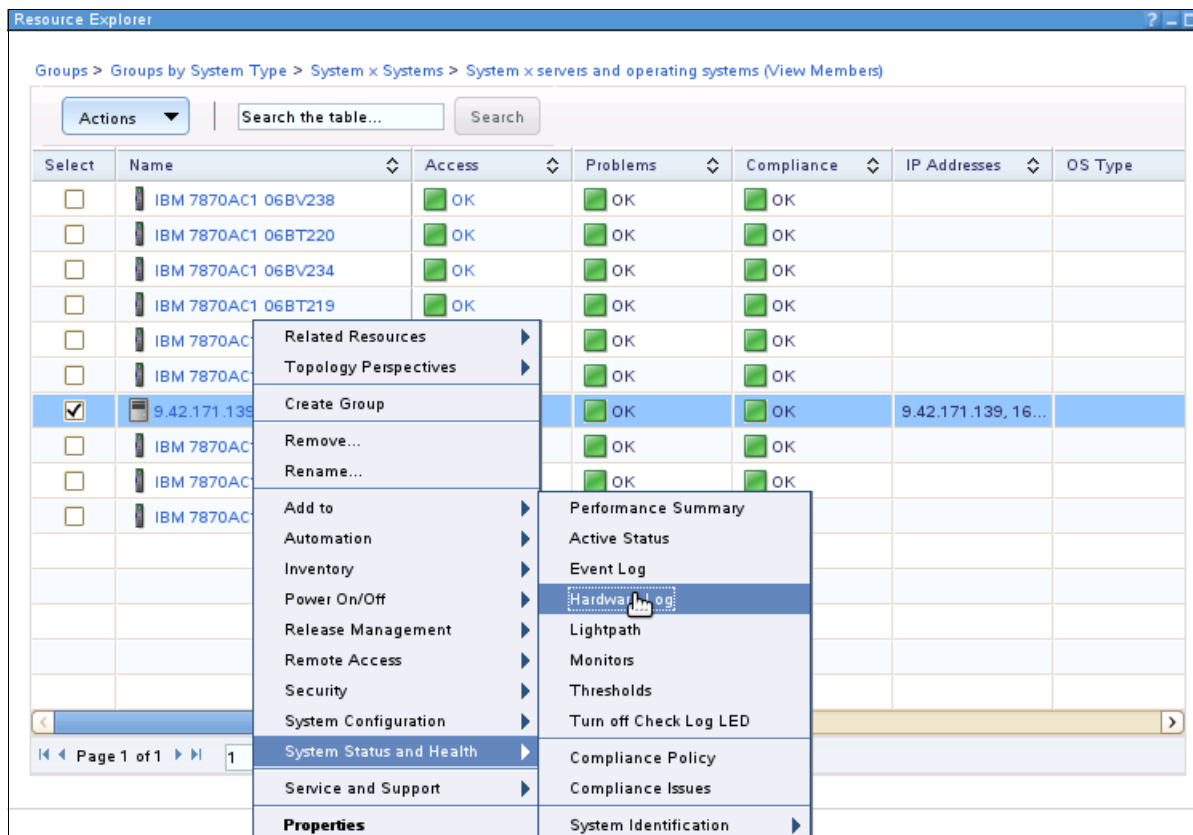 Resource Explorer ?
Groups > Groups by System Type > System x Systems > System x servers and operating systems (View Members)
Actions Search the table... Search
Select Name Access Problems Compliance IP Addresses OS Type
IBM 7870AC1 06BV238 OK OK OK
IBM 7870AC1 06BT220 OK OK OK
IBM 7870AC1 06BV234 OK OK OK
IBM 7870AC1 06BT219 OK OK OK
IBM 7870AC OK OK
IBM 7870AC OK OK
9.42.171.139 OK OK 9.42.171.139, 16...
IBM 7870AC OK OK
IBM 7870AC OK OK
IBM 7870AC
Page 1 of 1 1
Related Resources
Topology Perspectives
Create Group
Remove...
Rename...
Add to
Automation
Inventory
Power On/Off
Release Management
Remote Access
Security
System Configuration
System Status and Health
Service and Support
Properties
Performance Summary
Active Status
Event Log
Hardware Log
Lightpath
Monitors
Thresholds
Turn off Check Log LED
Compliance Policy
Compliance Issues
System Identification